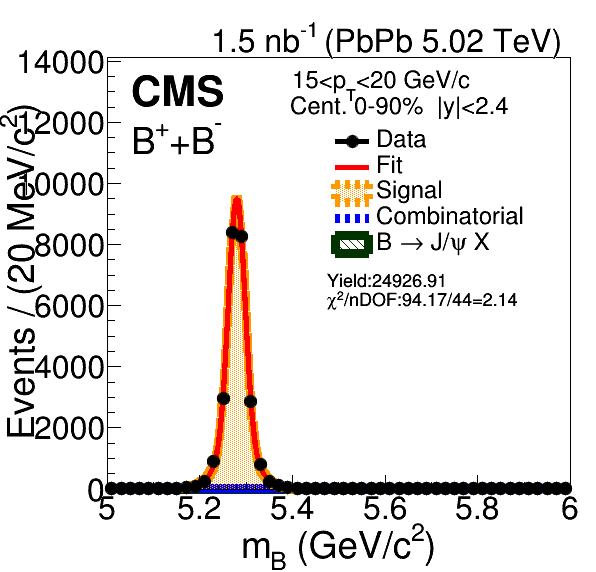 1.5 nb⁻¹ (PbPb 5.02 TeV)
CMS
B⁺+B⁻
15<p_T<20 GeV/c
Cent. 0-90% |y|<2.4
Data
Fit
Signal
Combinatorial
B → J/ψ X
Yield:24926.91
χ²/nDOF:94.17/44=2.14
Events / (20 MeV/c²)
14000
12000
10000
8000
6000
4000
2000
0
5 5.2 5.4 5.6 5.8 6
m_B (GeV/c²)